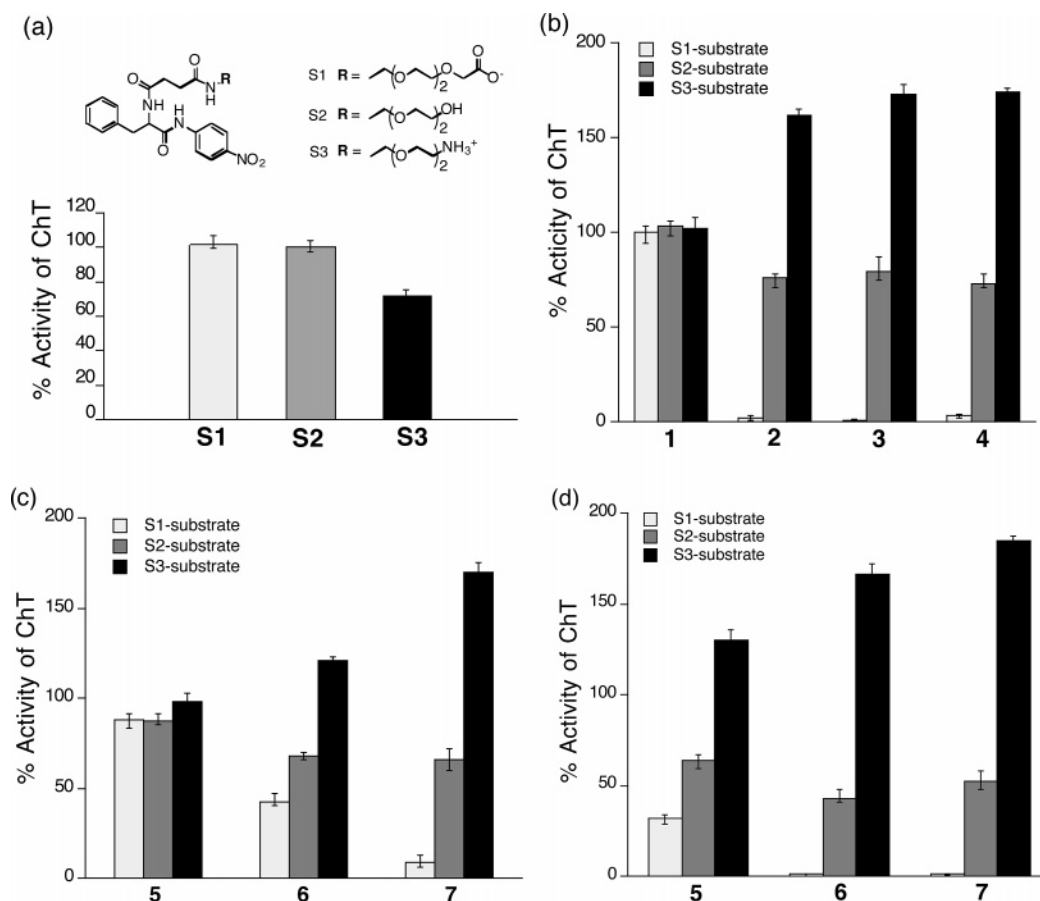 (a)
S1 R = O O 2 O O-
S2 R = O 2 OH
S3 R = O 2 NH3+
O H N-R
O
NH H N
O NO2
% Activity of ChT
120
100
80
60
40
20
0
S1 S2 S3
(b)
S1-substrate
S2-substrate
S3-substrate
% Acticity of ChT
200
150
100
50
0
1 2 3 4
(c)
S1-substrate
S2-substrate
S3-substrate
% Activity of ChT
200
150
100
50
0
5 6 7
(d)
S1-substrate
S2-substrate
S3-substrate
% Activity of ChT
200
150
100
50
0
5 6 7